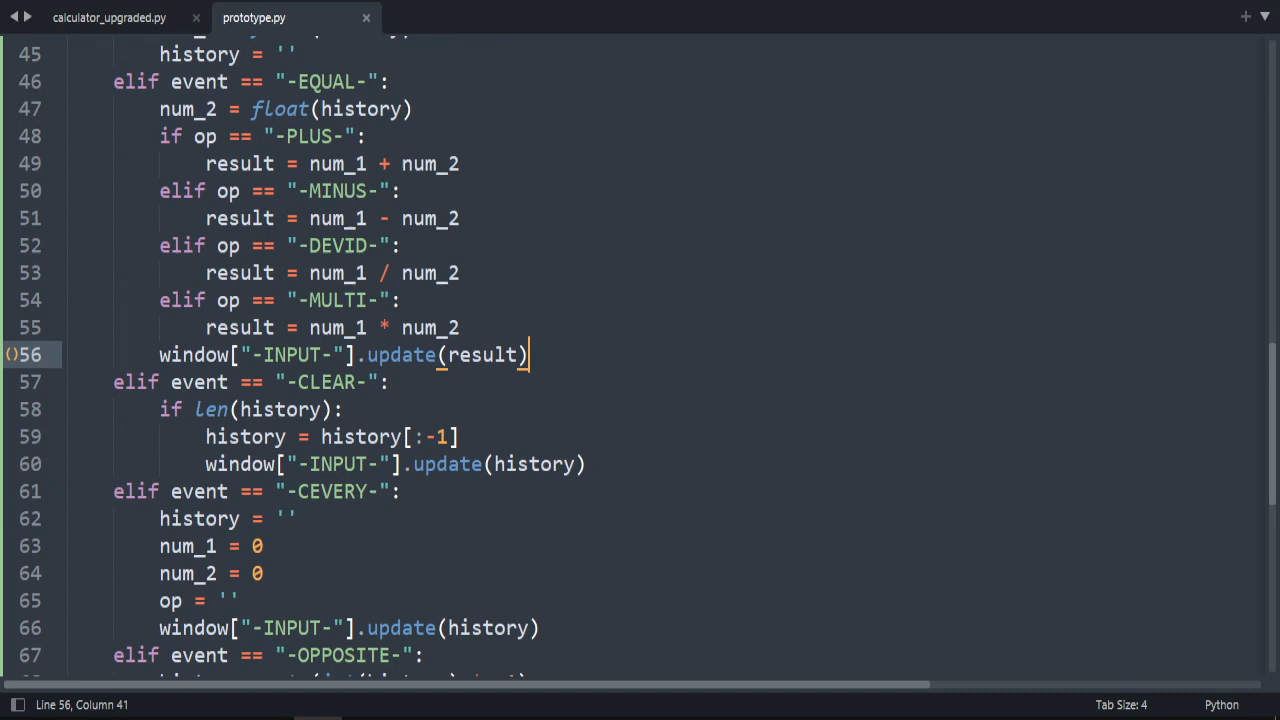 calculator_upgraded.py
prototype.py
45 history = ''
46 elif event == "-EQUAL-":
47 num_2 = float(history)
48 if op == "-PLUS-":
49 result = num_1 + num_2
50 elif op == "-MINUS-":
51 result = num_1 - num_2
52 elif op == "-DEVID-":
53 result = num_1 / num_2
54 elif op == "-MULTI-":
55 result = num_1 * num_2
56 window["-INPUT-"].update(result)
57 elif event == "-CLEAR-":
58 if len(history):
59 history = history[:-1]
60 window["-INPUT-"].update(history)
61 elif event == "-CEVERY-":
62 history = ''
63 num_1 = 0
64 num_2 = 0
65 op = ''
66 window["-INPUT-"].update(history)
67 elif event == "-OPPOSITE-":
Line 56, Column 41
Tab Size: 4
Python